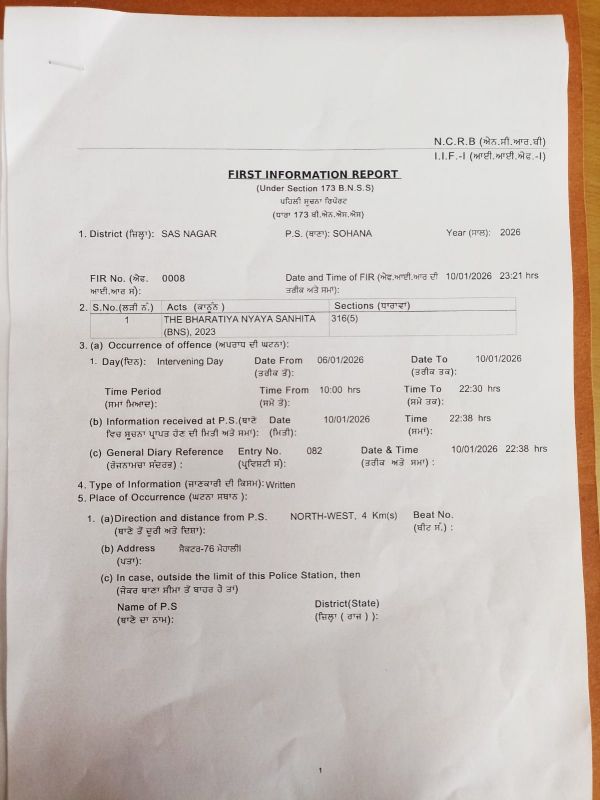 N.C.R.B (ਐਨ.ਸੀ.ਆਰ.ਬੀ)
I.I.F.-I (ਆਈ.ਆਈ.ਐਫ.-I)
FIRST INFORMATION REPORT
(Under Section 173 B.N.S.S)
ਪਹਿਲੀ ਸੂਚਨਾ ਰਿਪੋਰਟ
(ਧਾਰਾ 173 ਬੀ.ਐਨ.ਐਸ.ਐਸ)
1. District (ਜ਼ਿਲ੍ਹਾ): SAS NAGAR P.S. (ਥਾਣਾ): SOHANA Year (ਸਾਲ): 2026
FIR No. (ਐਫ. 0008 Date and Time of FIR (ਐਫ.ਆਈ.ਆਰ ਦੀ 10/01/2026 23:21 hrs
ਆਈ.ਆਰ ਸੰ): ਤਰੀਕ ਅਤੇ ਸਮਾਂ):
2. S.No.(ਲੜੀ ਨੰ.) Acts (ਕਾਨੂੰਨ ) Sections (ਧਾਰਾਵਾਂ)
1 THE BHARATIYA NYAYA SANHITA 316(5)
(BNS), 2023
3. (a) Occurrence of offence (ਅਪਰਾਧ ਦੀ ਘਟਨਾ):
1. Day(ਦਿਨ): Intervening Day Date From 06/01/2026 Date To 10/01/2026
(ਤਰੀਕ ਤੋਂ): (ਤਰੀਕ ਤਕ):
Time Period Time From 10:00 hrs Time To 22:30 hrs
(ਸਮਾਂ ਮਿਆਦ): (ਸਮੇਂ ਤੋਂ): (ਸਮੇਂ ਤਕ):
(b) Information received at P.S.(ਥਾਣੇ Date 10/01/2026 Time 22:38 hrs
ਵਿਚ ਸੂਚਨਾ ਪ੍ਰਾਪਤ ਹੋਣ ਦੀ ਮਿਤੀ ਅਤੇ ਸਮਾਂ): (ਮਿਤੀ): (ਸਮਾਂ):
(c) General Diary Reference Entry No. 082 Date & Time 10/01/2026 22:38 hrs
(ਰੋਜ਼ਨਾਮਚਾ ਸੰਦਰਭ) : (ਪ੍ਰਵਿਸ਼ਟੀ ਸੰ): (ਤਰੀਕ ਅਤੇ ਸਮਾਂ) :
4. Type of Information (ਜਾਣਕਾਰੀ ਦੀ ਕਿਸਮ): Written
5. Place of Occurrence (ਘਟਨਾ ਸਥਾਨ ):
1. (a)Direction and distance from P.S. NORTH-WEST, 4 Km(s) Beat No.
(ਥਾਣੇ ਤੋਂ ਦੂਰੀ ਅਤੇ ਦਿਸ਼ਾ): (ਬੀਟ ਸੰ.) :
(b) Address ਸੈਕਟਰ-76 ਮੋਹਾਲੀ।
(ਪਤਾ):
(c) In case, outside the limit of this Police Station, then
(ਜੇਕਰ ਥਾਣਾ ਸੀਮਾ ਤੋਂ ਬਾਹਰ ਹੈ ਤਾਂ)
Name of P.S District(State)
(ਥਾਣੇ ਦਾ ਨਾਮ): (ਜ਼ਿਲ੍ਹਾ ( ਰਾਜ ) ):
1